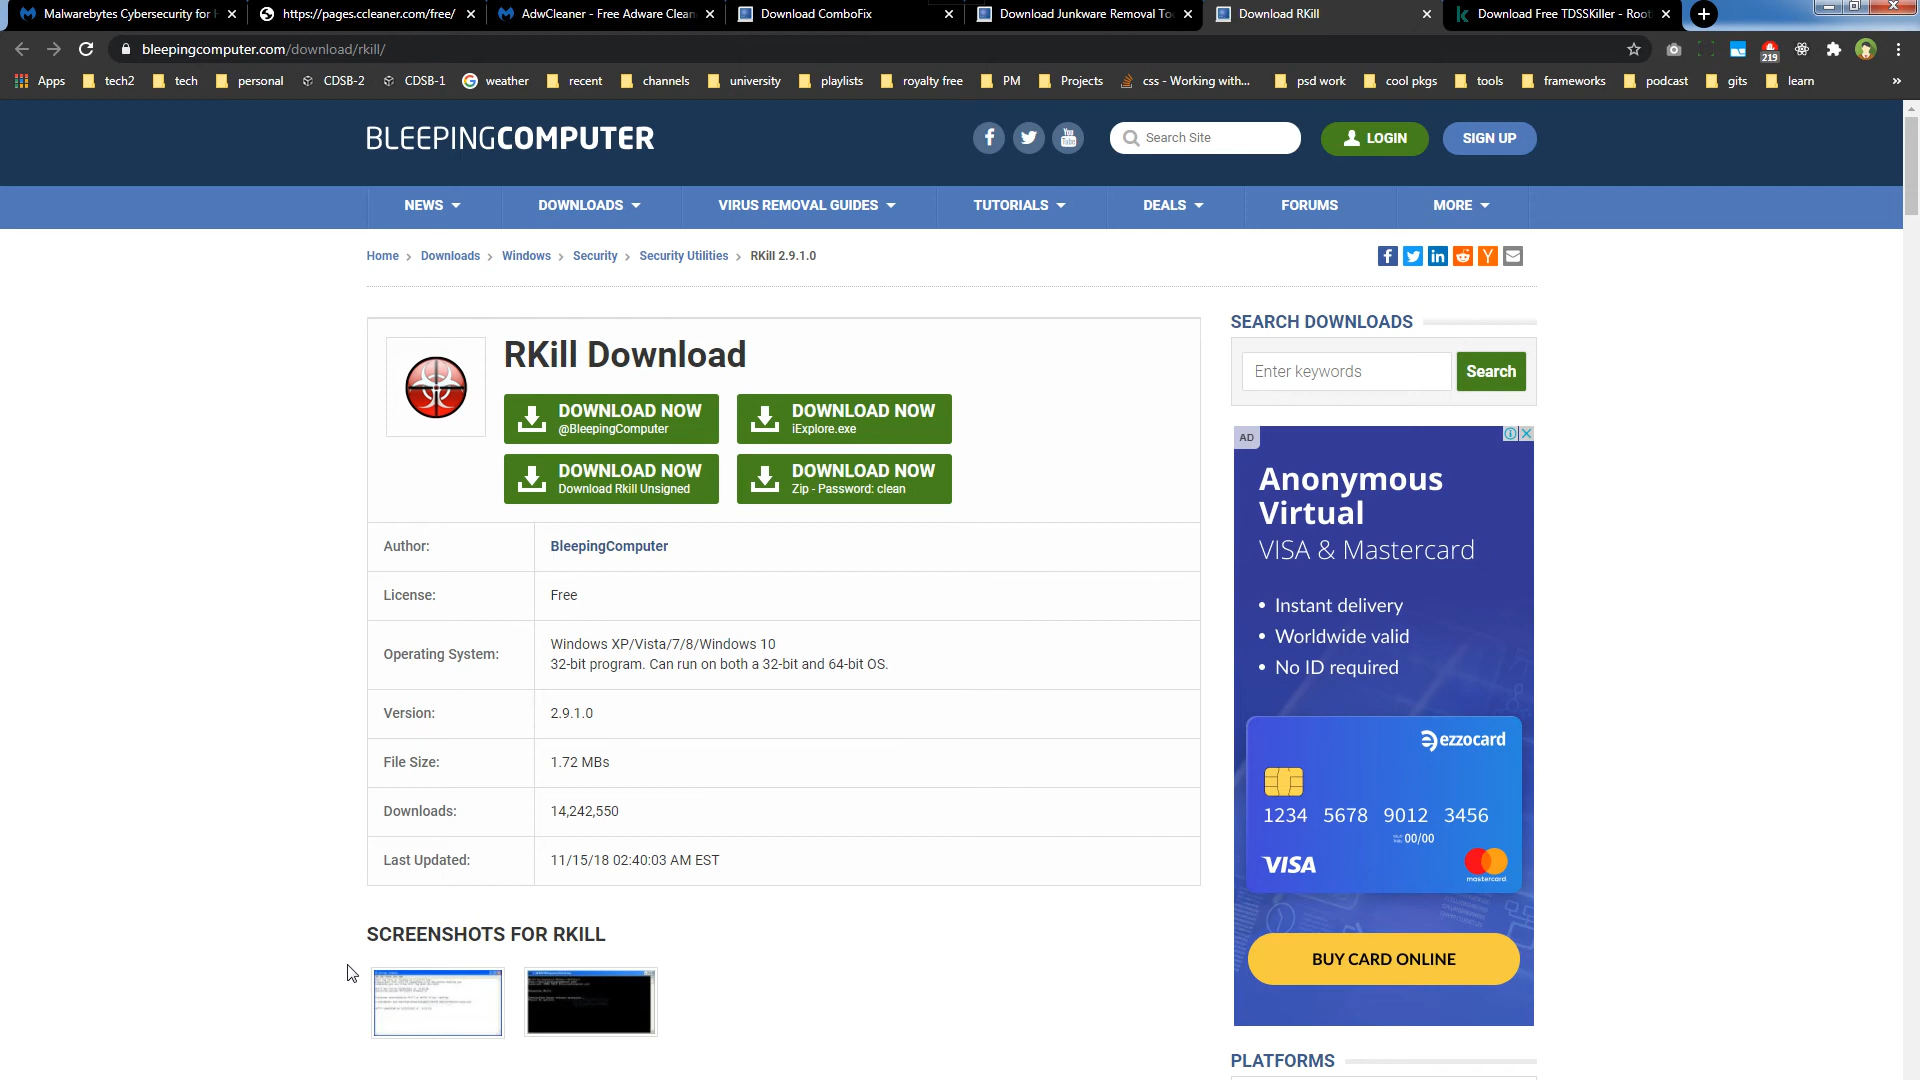 Malwarebytes Cybersecurity for H
https://pages.ccleaner.com/free/
AdwCleaner - Free Adware Clean
Download ComboFix
Download Junkware Removal To
Download RKill
Download Free TDSSKiller - Root
bleepingcomputer.com/download/rkill/
219
Apps
tech2
tech
personal
CDSB-2
CDSB-1
weather
recent
channels
university
playlists
royalty free
PM
Projects
css - Working with...
psd work
cool pkgs
tools
frameworks
podcast
gits
learn
»
BLEEPINGCOMPUTER
You Tube
Search Site
LOGIN
SIGN UP
NEWS
DOWNLOADS
VIRUS REMOVAL GUIDES
TUTORIALS
DEALS
FORUMS
MORE
Home > Downloads > Windows > Security > Security Utilities > RKill 2.9.1.0
RKill Download
DOWNLOAD NOW
@BleepingComputer
DOWNLOAD NOW
iExplore.exe
DOWNLOAD NOW
Download Rkill Unsigned
DOWNLOAD NOW
Zip - Password: clean
Author: BleepingComputer
License: Free
Operating System: Windows XP/Vista/7/8/Windows 10
32-bit program. Can run on both a 32-bit and 64-bit OS.
Version: 2.9.1.0
File Size: 1.72 MBs
Downloads: 14,242,550
Last Updated: 11/15/18 02:40:03 AM EST
SCREENSHOTS FOR RKILL
SEARCH DOWNLOADS
Enter keywords
Search
AD
Anonymous
Virtual
VISA & Mastercard
• Instant delivery
• Worldwide valid
• No ID required
ezzocard
1234 5678 9012 3456
00/00
VISA
mastercard
BUY CARD ONLINE
PLATFORMS